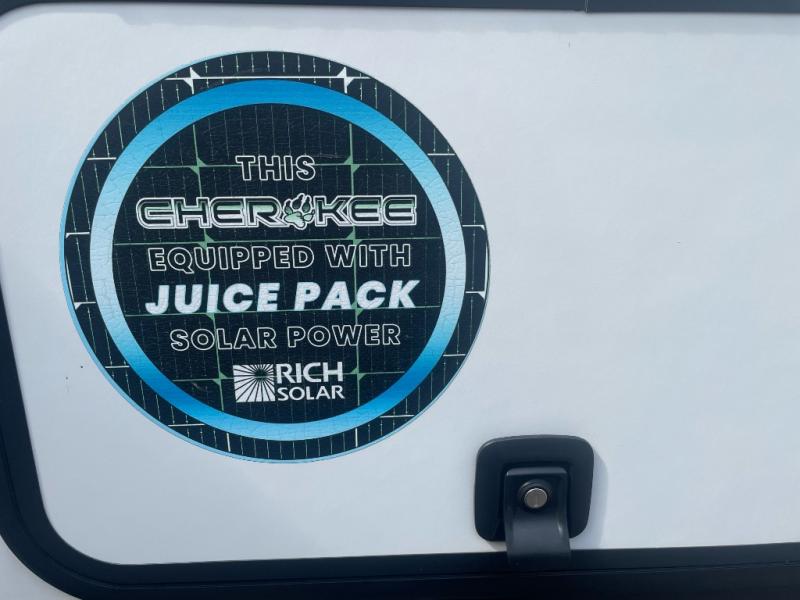 THIS
CHEROKEE
EQUIPPED WITH
JUICE PACK
SOLAR POWER
RICH
SOLAR